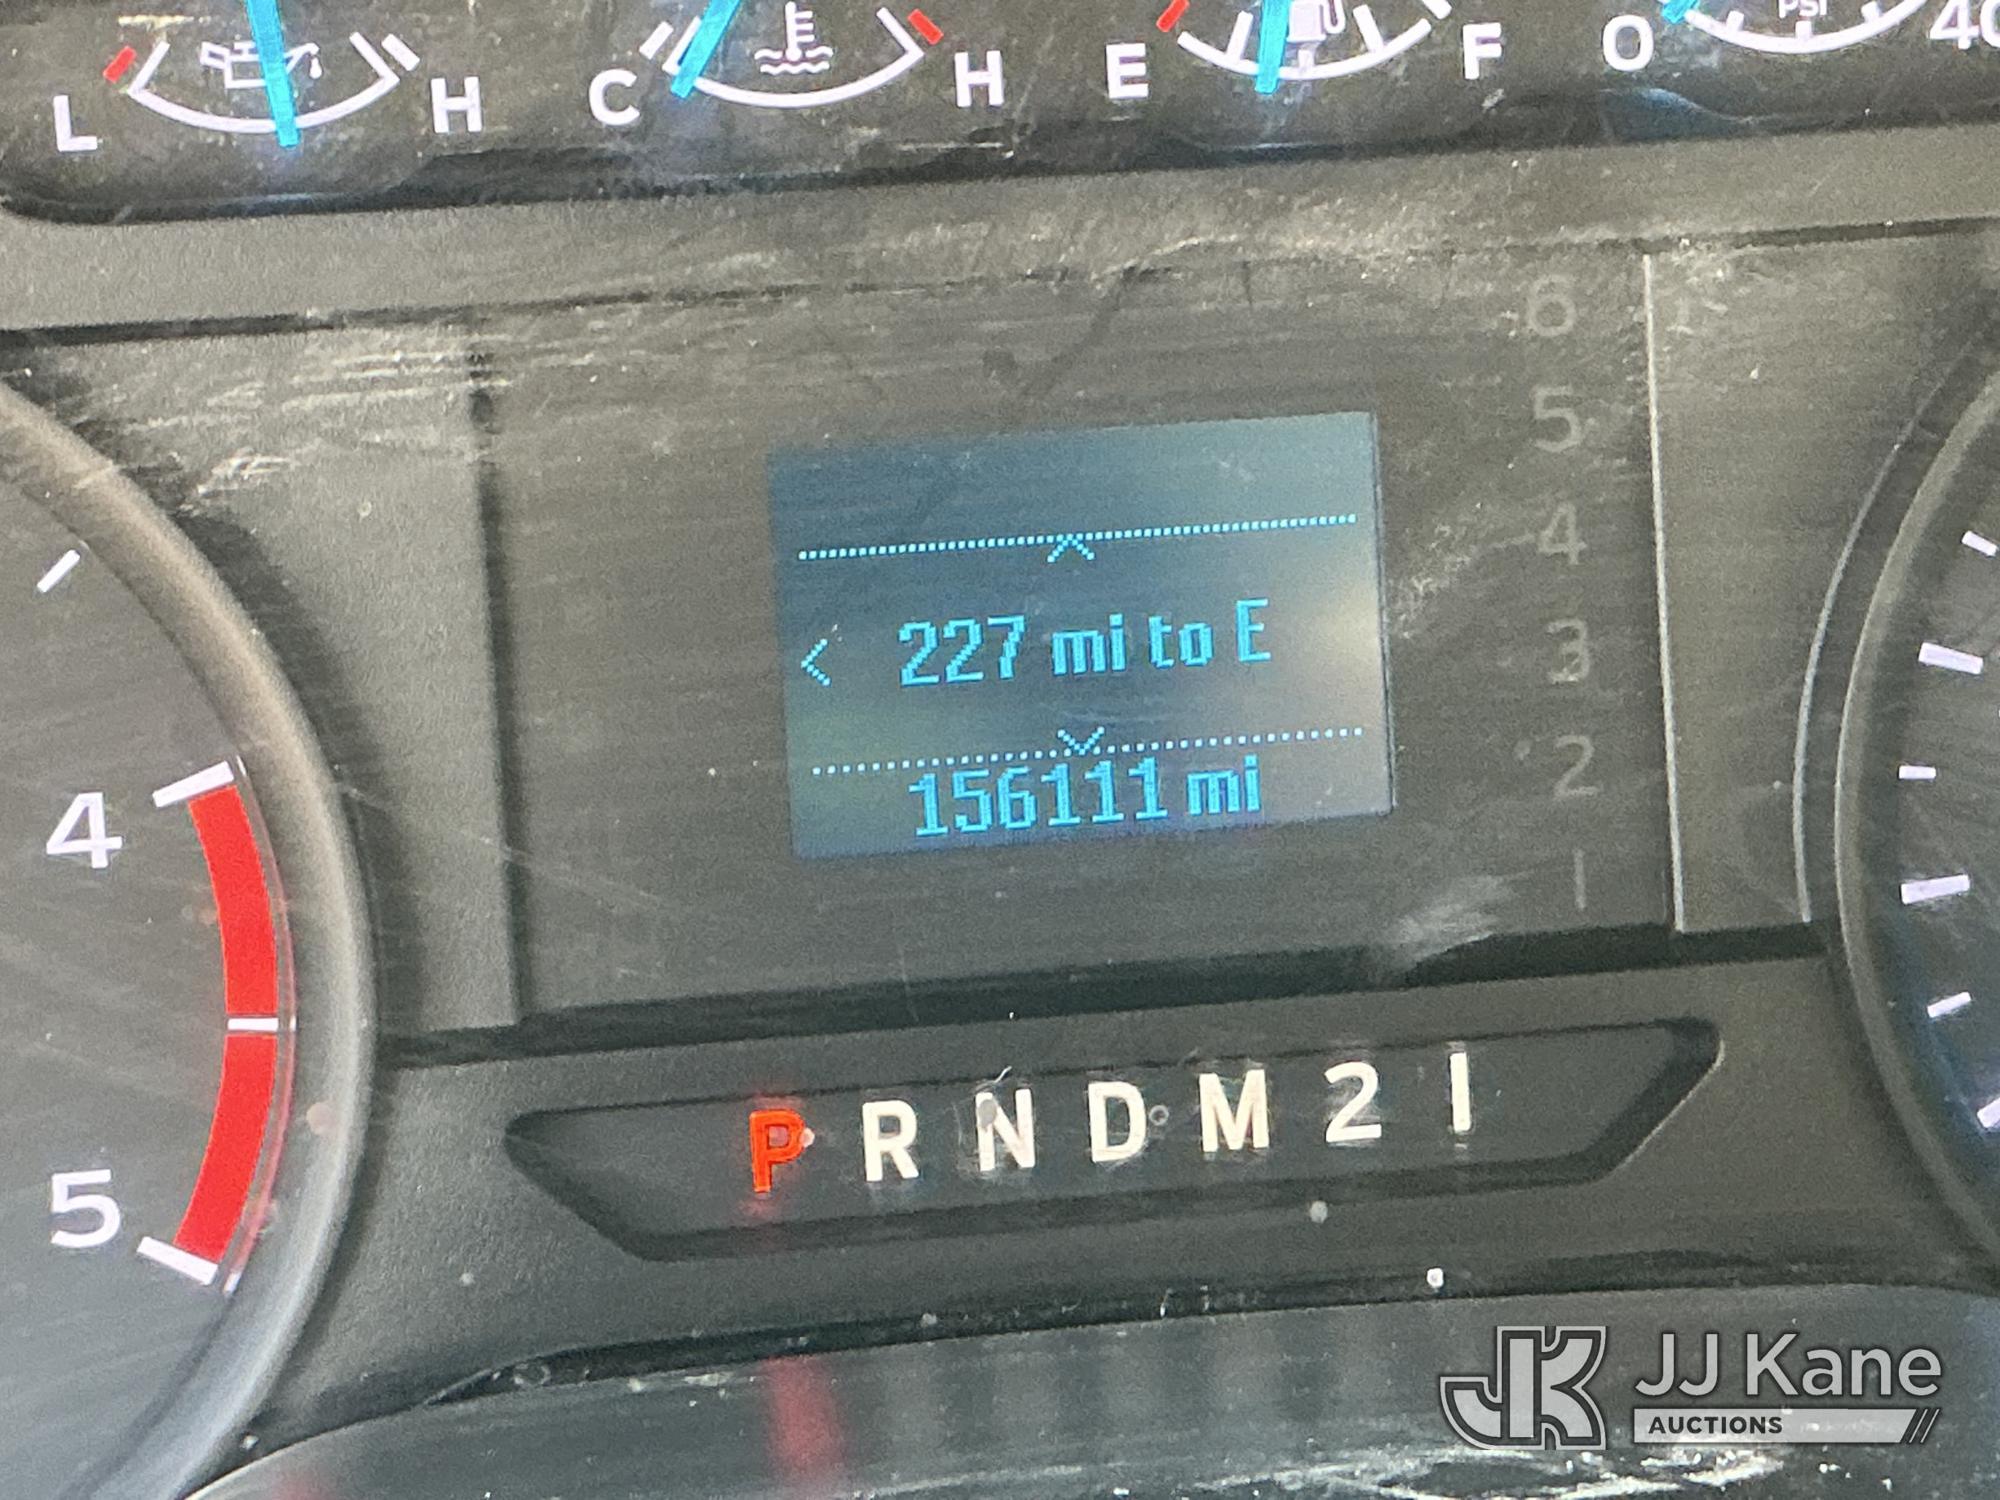 L H C H E F O PSI 40
6
5
4
3
2
1
227 mi to E
156111 mi
4
5
P R N D M 2 1
JK JJ Kane
AUCTIONS